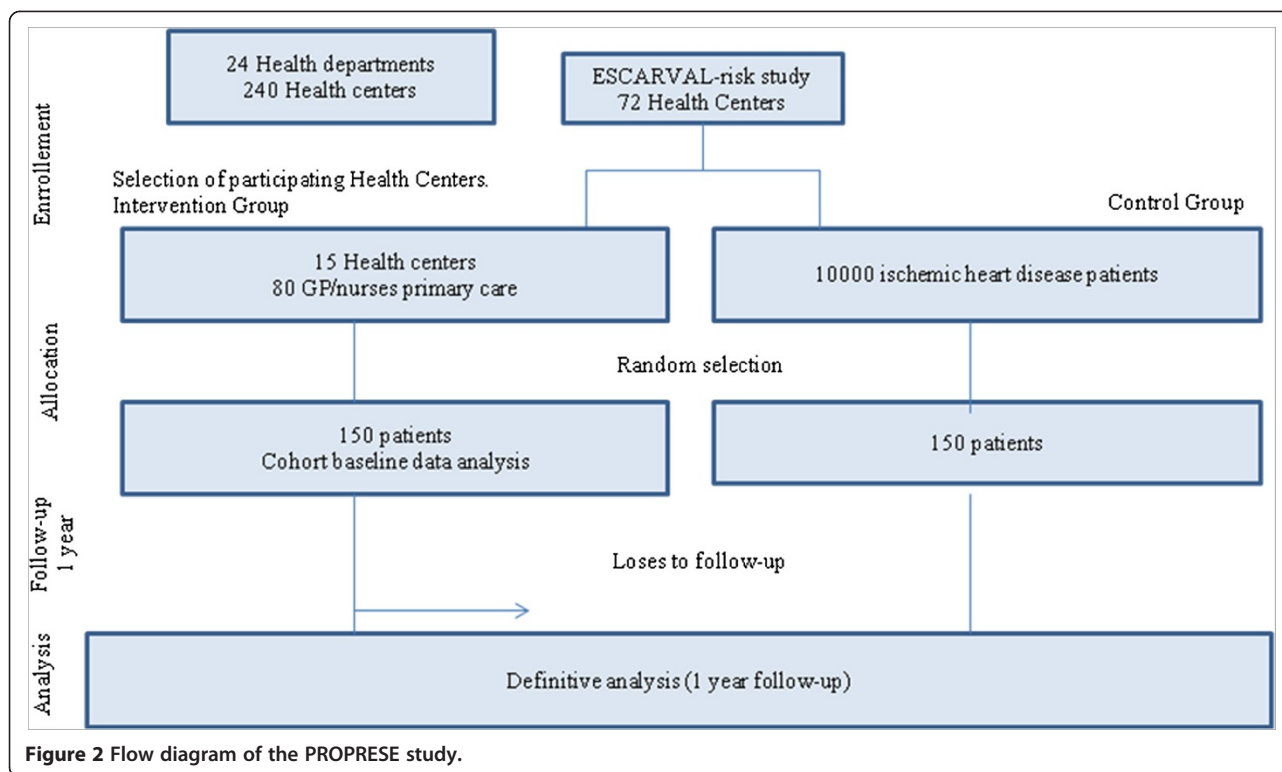 24 Health departments
240 Health centers
ESCARVAL-risk study
72 Health Centers
Enrrollement
Selection of participating Health Centers.
Intervention Group
Control Group
15 Health centers
80 GP/nurses primary care
10000 ischemic heart disease patients
Allocation
Random selection
150 patients
Cohort baseline data analysis
150 patients
Follow-up
1 year
Loses to follow-up
Analysis
Definitive analysis (1 year follow-up)
Figure 2 Flow diagram of the PROPRESE study.